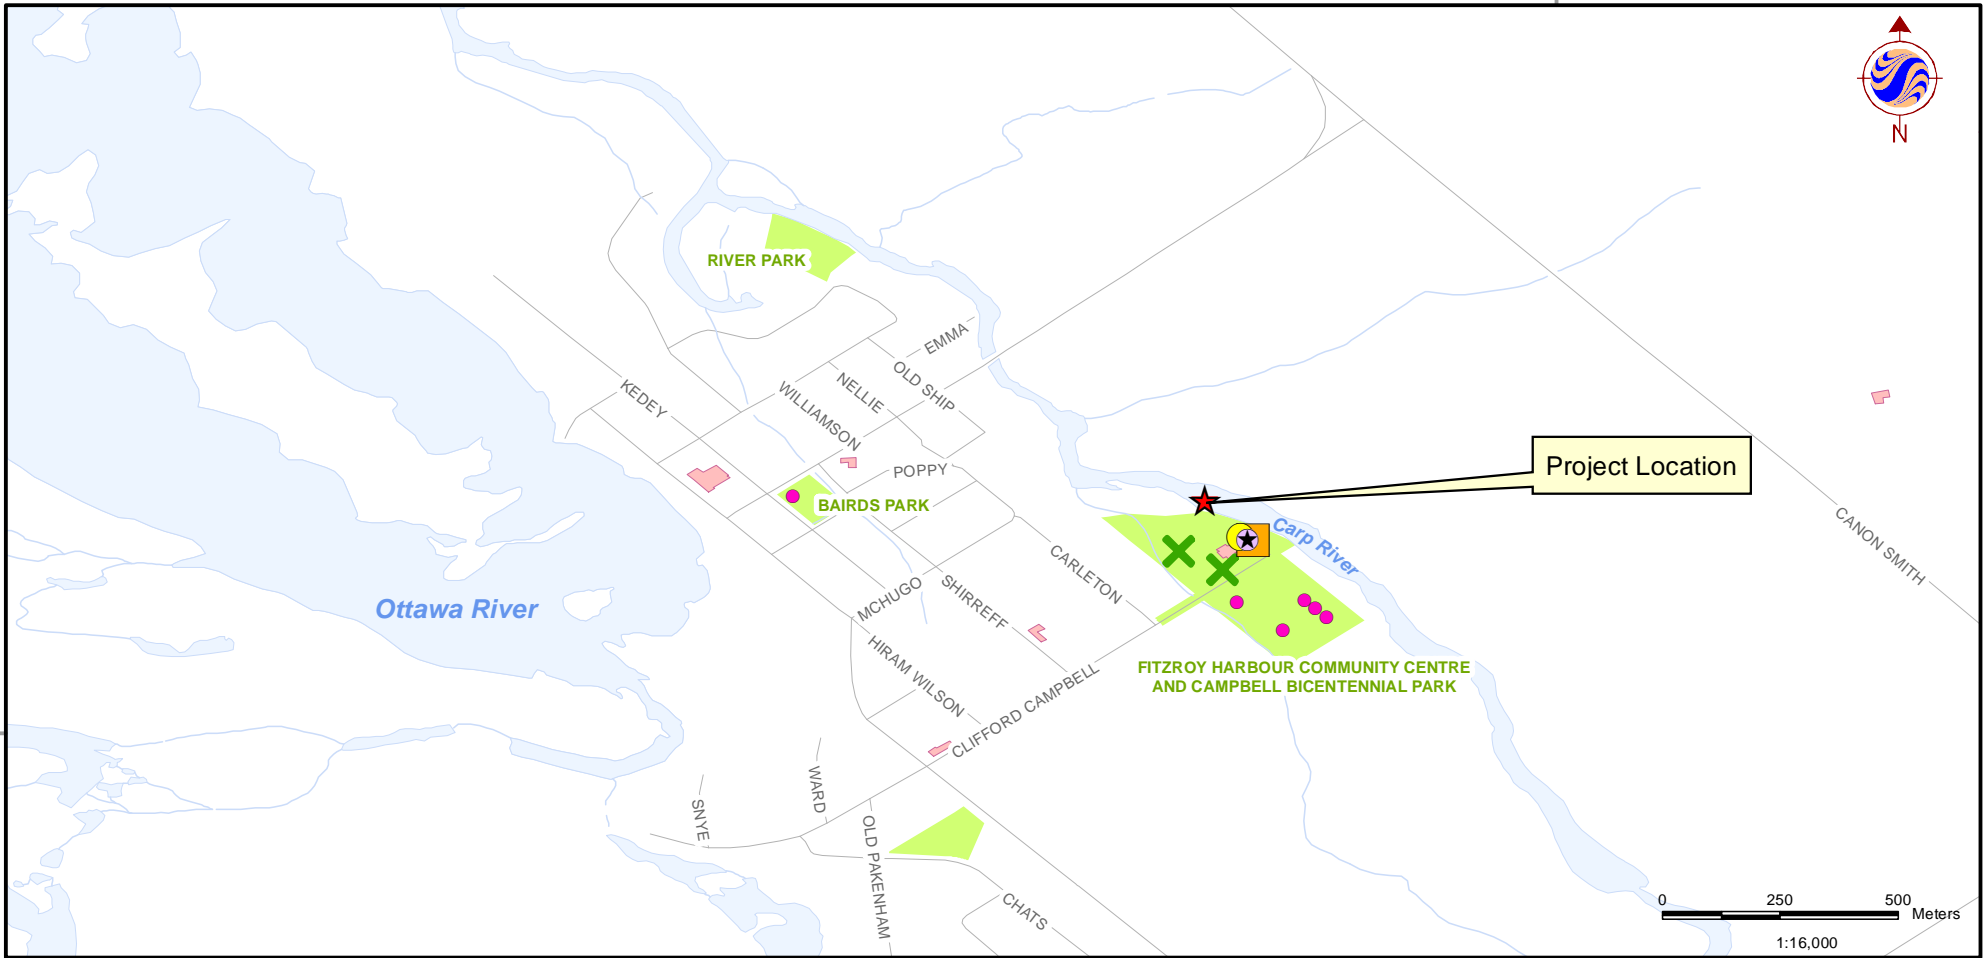 N
RIVER PARK
EMMA
OLD SHIP
NELLIE
WILLIAMSON
KEDEY
POPPY
BAIRDS PARK
Project Location
Carp River
CANON SMITH
CARLETON
SHIRREFF
MCHUGO
Ottawa River
HIRAM WILSON
CLIFFORD CAMPBELL
FITZROY HARBOUR COMMUNITY CENTRE
AND CAMPBELL BICENTENNIAL PARK
WARD
SNYE
OLD PAKENHAM
CHATS
0 250 500
Meters
1:16,000